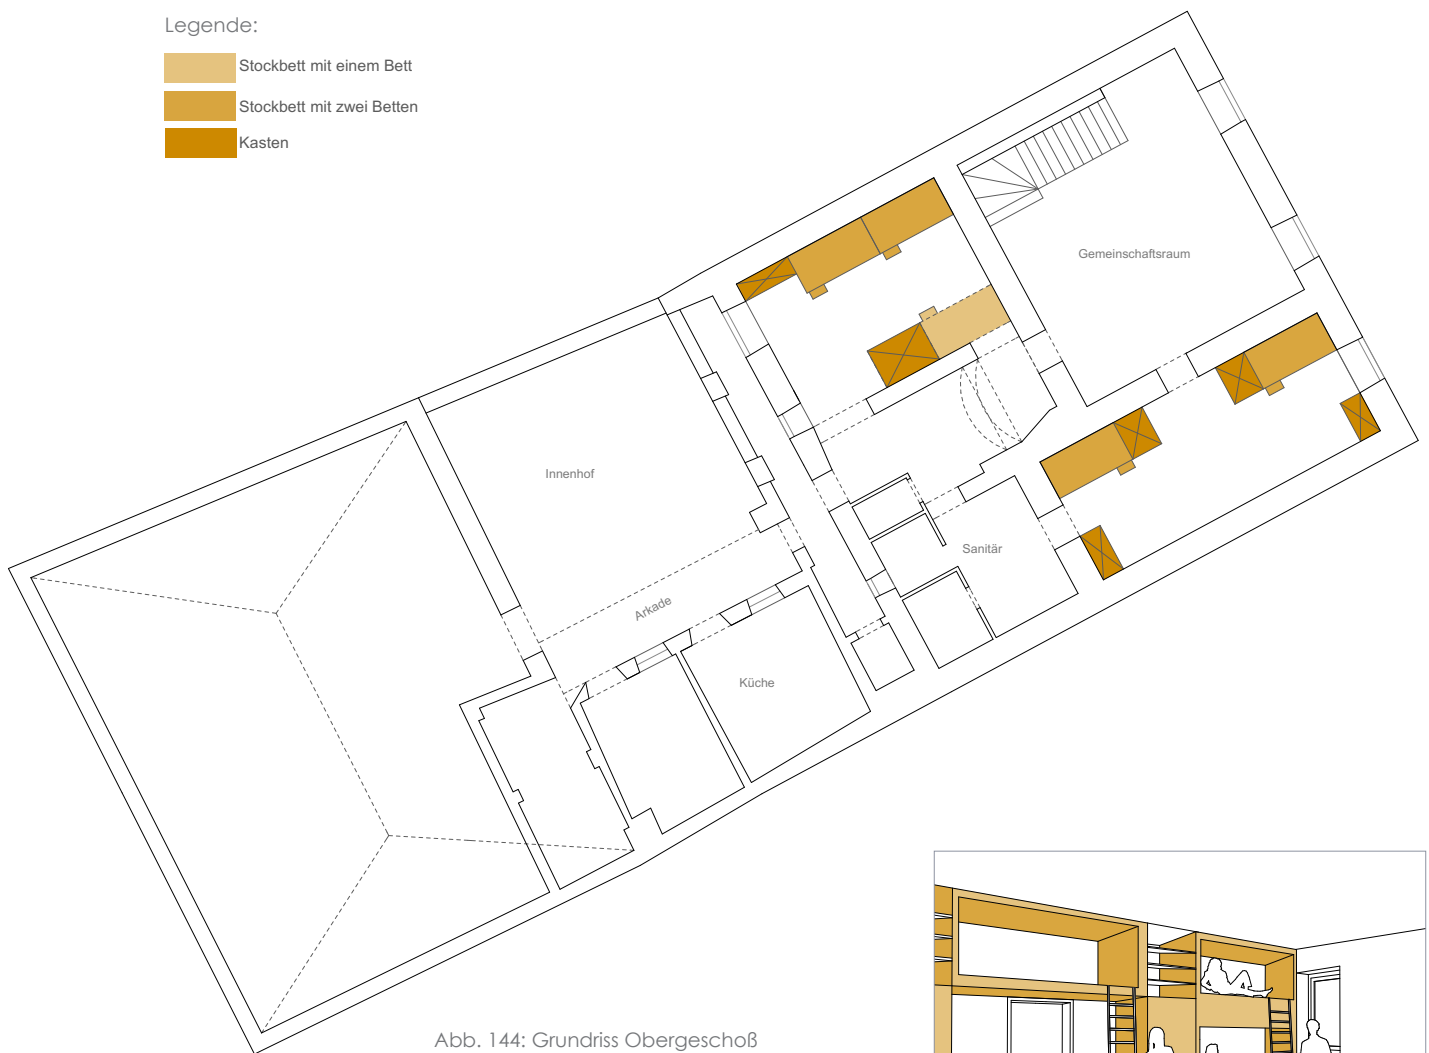 Legende:
Stockbett mit einem Bett
Stockbett mit zwei Betten
Kasten
Gemeinschaftsraum
Innenhof
Sanitär
Arkade
Küche
Abb. 144: Grundriss Obergeschoß